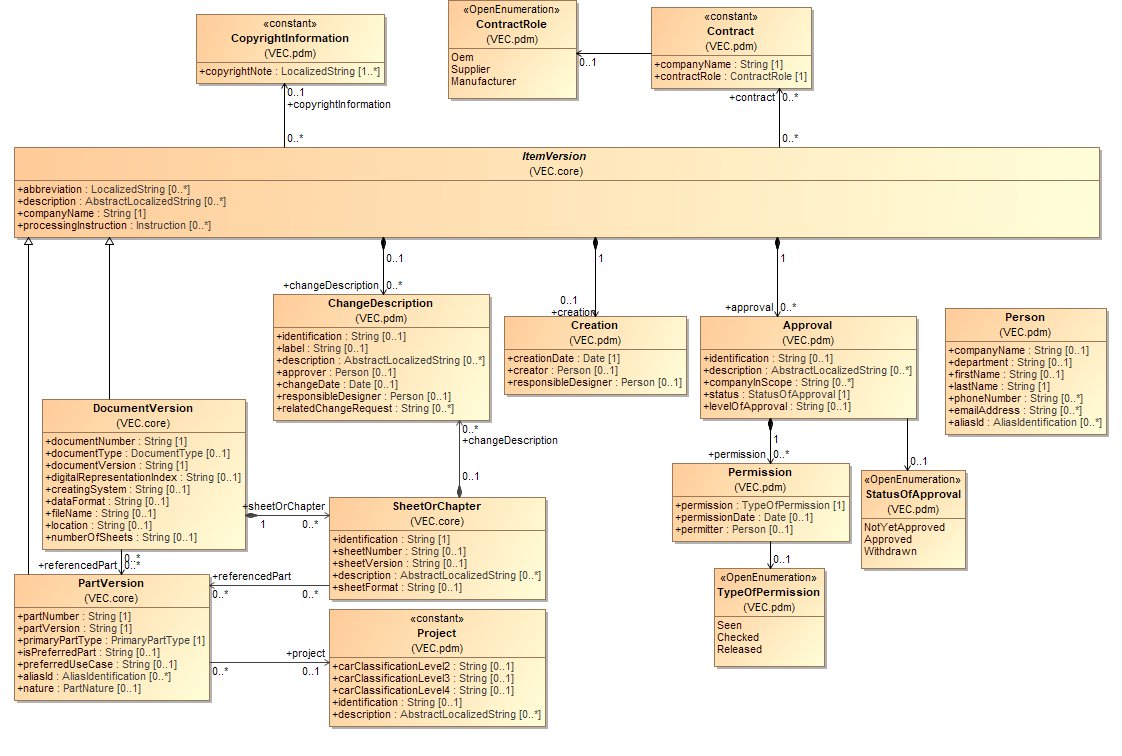 «constant»
CopyrightInformation
(VEC.pdm)
+copyrightNote : LocalizedString [1..*]
«OpenEnumeration»
ContractRole
(VEC.pdm)
Oem
Supplier
Manufacturer
«constant»
Contract
(VEC.pdm)
+companyName : String [1]
+contractRole : ContractRole [1]
0..1
0..1
+copyrightInformation
0..*
+contract
0..*
0..*
ItemVersion
(VEC.core)
+abbreviation : LocalizedString [0..*]
+description : AbstractLocalizedString [0..*]
+companyName : String [1]
+processingInstruction : Instruction [0..*]
0..1
+changeDescription
0..*
1
0..1
+creation
1
+approval
0..*
ChangeDescription
(VEC.pdm)
+identification : String [0..1]
+label : String [0..1]
+description : AbstractLocalizedString [0..*]
+approver : Person [0..1]
+changeDate : Date [0..1]
+responsibleDesigner : Person [0..1]
+relatedChangeRequest : String [0..*]
Creation
(VEC.pdm)
+creationDate : Date [1]
+creator : Person [0..1]
+responsibleDesigner : Person [0..1]
Approval
(VEC.pdm)
+identification : String [0..1]
+description : AbstractLocalizedString [0..*]
+companyInScope : String [0..*]
+status : StatusOfApproval [1]
+levelOfApproval : String [0..1]
Person
(VEC.pdm)
+companyName : String [0..1]
+department : String [0..1]
+firstName : String [0..1]
+lastName : String [1]
+phoneNumber : String [0..*]
+emailAddress : String [0..*]
+aliasId : AliasIdentification [0..*]
DocumentVersion
(VEC.core)
+documentNumber : String [1]
+documentType : DocumentType [0..1]
+documentVersion : String [1]
+digitalRepresentationIndex : String [0..1]
+creatingSystem : String [0..1]
+dataFormat : String [0..1]
+fileName : String [0..1]
+location : String [0..1]
+numberOfSheets : String [0..1]
0..*
+changeDescription
0..1
+sheetOrChapter
1
0..*
SheetOrChapter
(VEC.core)
+identification : String [1]
+sheetNumber : String [0..1]
+sheetVersion : String [0..1]
+description : AbstractLocalizedString [0..*]
+sheetFormat : String [0..1]
1
+permission
0..*
0..1
Permission
(VEC.pdm)
+permission : TypeOfPermission [1]
+permissionDate : Date [0..1]
+permitter : Person [0..1]
«OpenEnumeration»
StatusOfApproval
(VEC.pdm)
NotYetApproved
Approved
Withdrawn
0..1
«OpenEnumeration»
TypeOfPermission
(VEC.pdm)
Seen
Checked
Released
0..*
+referencedPart
0..*
+referencedPart
0..*
0..*
PartVersion
(VEC.core)
+partNumber : String [1]
+partVersion : String [1]
+primaryPartType : PrimaryPartType [1]
+isPreferredPart : String [0..1]
+preferredUseCase : String [0..1]
+aliasId : AliasIdentification [0..*]
+nature : PartNature [0..1]
+project
0..*
0..1
«constant»
Project
(VEC.pdm)
+carClassificationLevel2 : String [0..1]
+carClassificationLevel3 : String [0..1]
+carClassificationLevel4 : String [0..1]
+identification : String [0..1]
+description : AbstractLocalizedString [0..*]